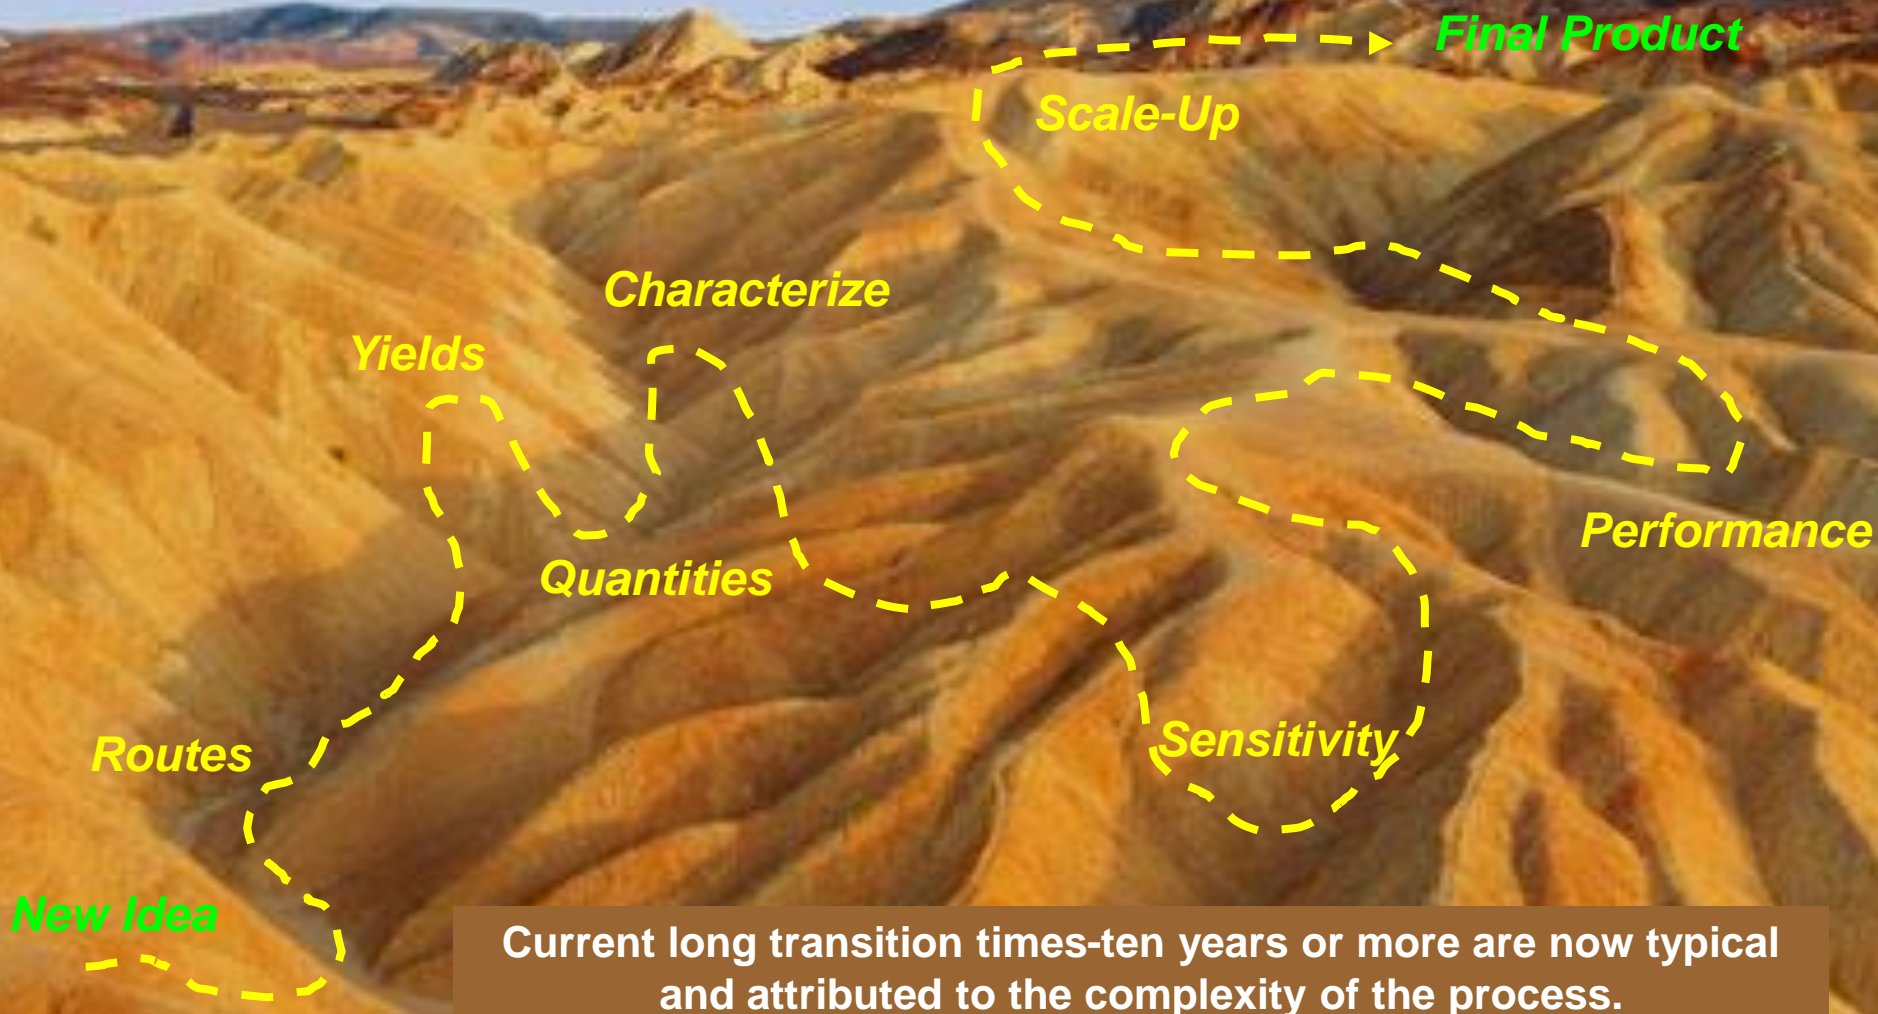 Final Product
Scale-Up
Characterize
Yields
Performance
Quantities
Sensitivity
Routes
New Idea
Current long transition times-ten years or more are now typical
and attributed to the complexity of the process.